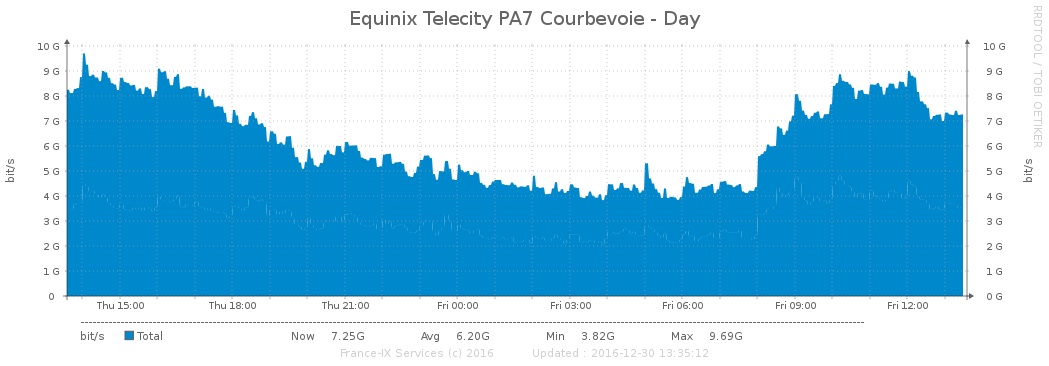 Equinix Telecity PA7 Courbevoie - Day
RRDTOOL / TOBI OETIKER
bit/s
10 G 10 G
9 G 9 G
8 G 8 G
7 G 7 G
6 G 6 G
5 G 5 G
4 G 4 G
3 G 3 G
2 G 2 G
1 G 1 G
0 0 G
bit/s
Thu 15:00 Thu 18:00 Thu 21:00 Fri 00:00 Fri 03:00 Fri 06:00 Fri 09:00 Fri 12:00
bit/s Total Now 7.25G Avg 6.20G Min 3.82G Max 9.69G
France-IX Services (c) 2016 Updated : 2016-12-30 13:35:12